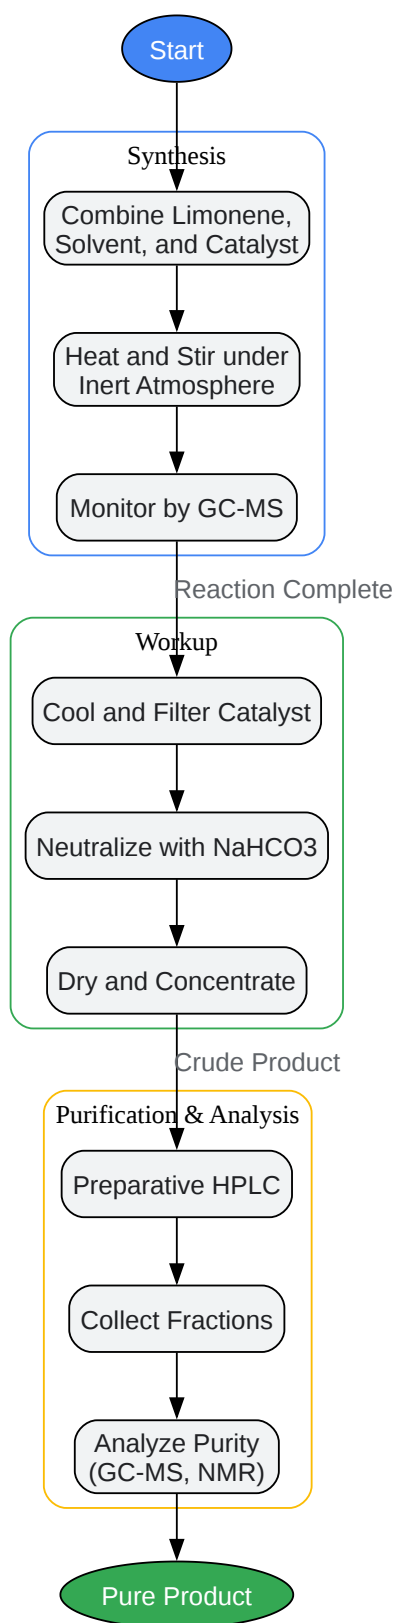 Start
Synthesis
Combine Limonene,
Solvent, and Catalyst
Heat and Stir under
Inert Atmosphere
Monitor by GC-MS
Reaction Complete
Workup
Cool and Filter Catalyst
Neutralize with NaHCO3
Dry and Concentrate
Crude Product
Purification & Analysis
Preparative HPLC
Collect Fractions
Analyze Purity
(GC-MS, NMR)
Pure Product